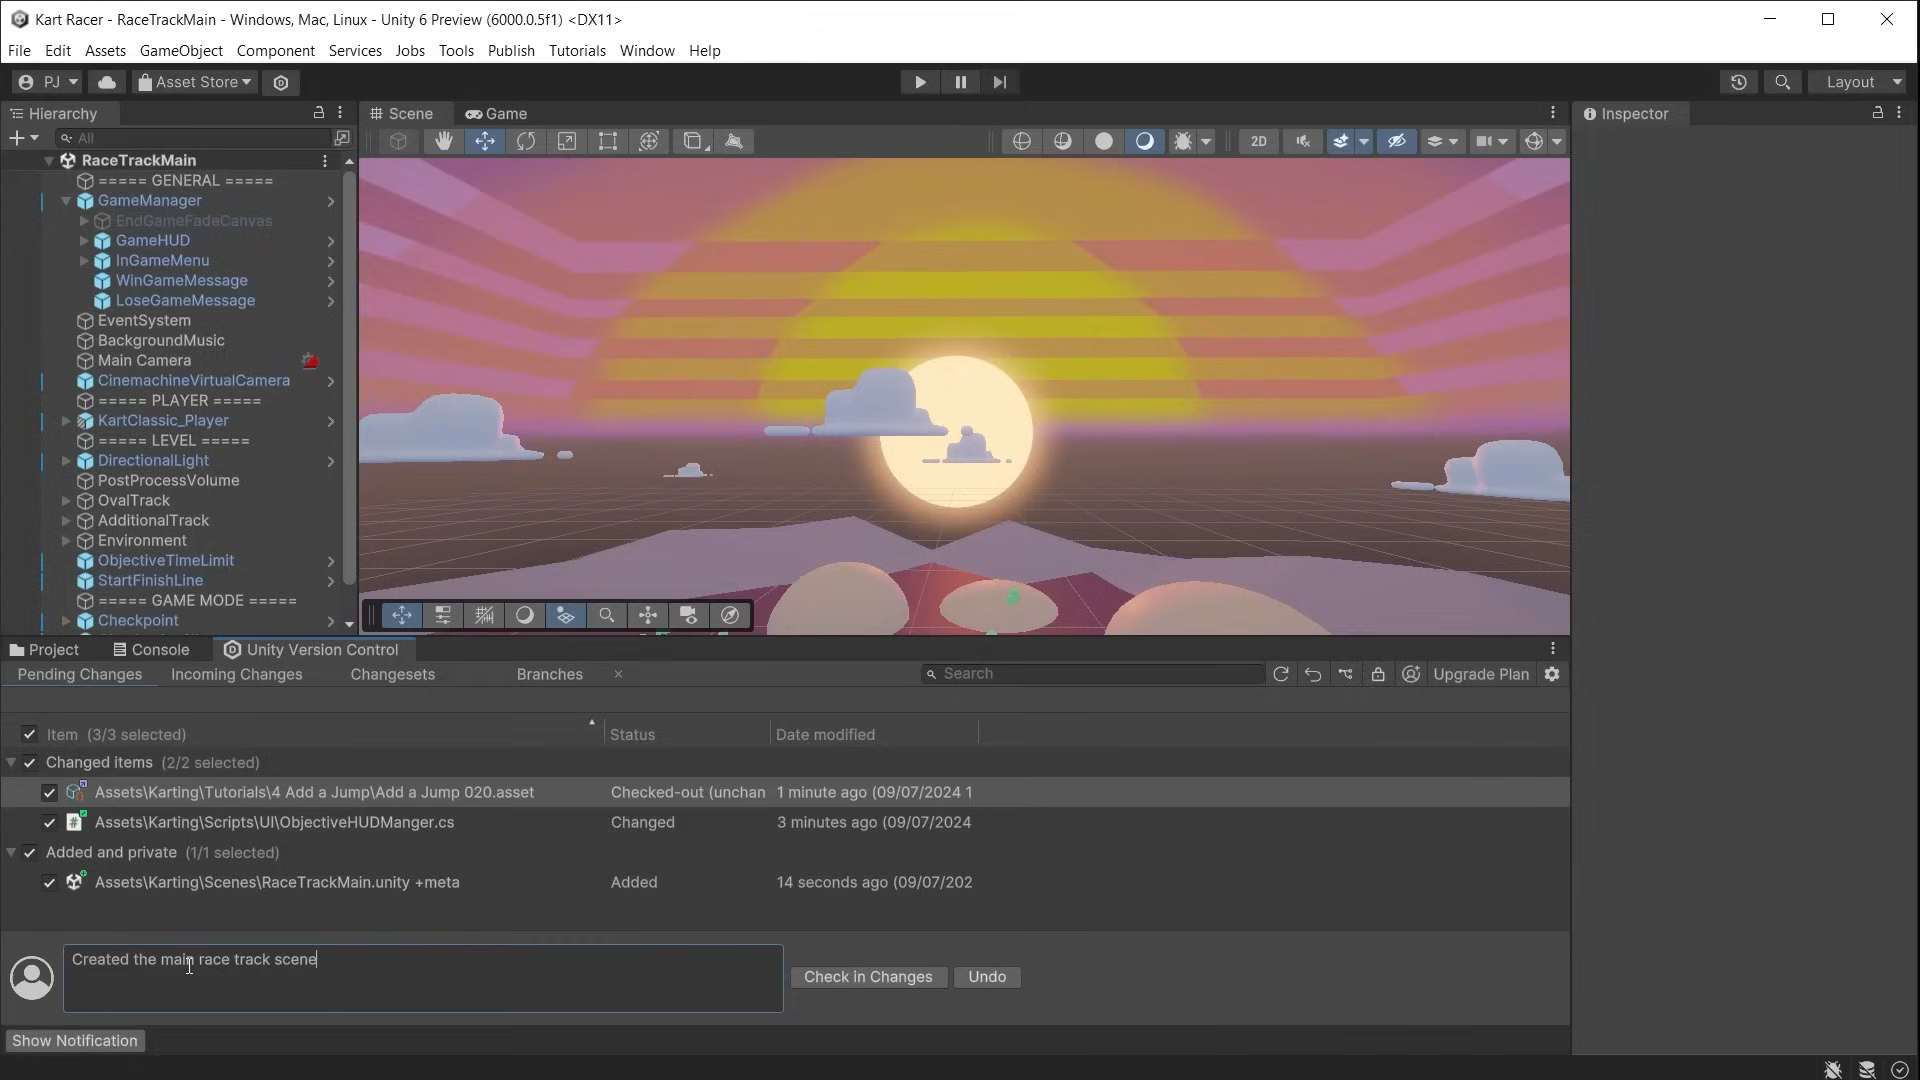 Kart Racer - RaceTrackMain - Windows, Mac, Linux - Unity 6 Preview (6000.0.5f1) <DX11>
File Edit Assets GameObject Component Services Jobs Tools Publish Tutorials Window Help
PJ Asset Store Layout
Hierarchy
All
RaceTrackMain
===== GENERAL =====
GameManager
EndGameFadeCanvas
GameHUD
InGameMenu
WinGameMessage
LoseGameMessage
EventSystem
BackgroundMusic
Main Camera
CinemachineVirtualCamera
===== PLAYER =====
KartClassic_Player
===== LEVEL =====
DirectionalLight
PostProcessVolume
OvalTrack
AdditionalTrack
Environment
ObjectiveTimeLimit
StartFinishLine
===== GAME MODE =====
Checkpoint
Scene Game
2D
Inspector
Project Console Unity Version Control
Pending Changes Incoming Changes Changesets Branches × Search Upgrade Plan
Item (3/3 selected) Status Date modified
Changed items (2/2 selected)
Assets\Karting\Tutorials\4 Add a Jump\Add a Jump 020.asset Checked-out (unchan 1 minute ago (09/07/2024 1
Assets\Karting\Scripts\UI\ObjectiveHUDManger.cs Changed 3 minutes ago (09/07/2024
Added and private (1/1 selected)
Assets\Karting\Scenes\RaceTrackMain.unity +meta Added 14 seconds ago (09/07/202
Created the main race track scene
Check in Changes Undo
Show Notification